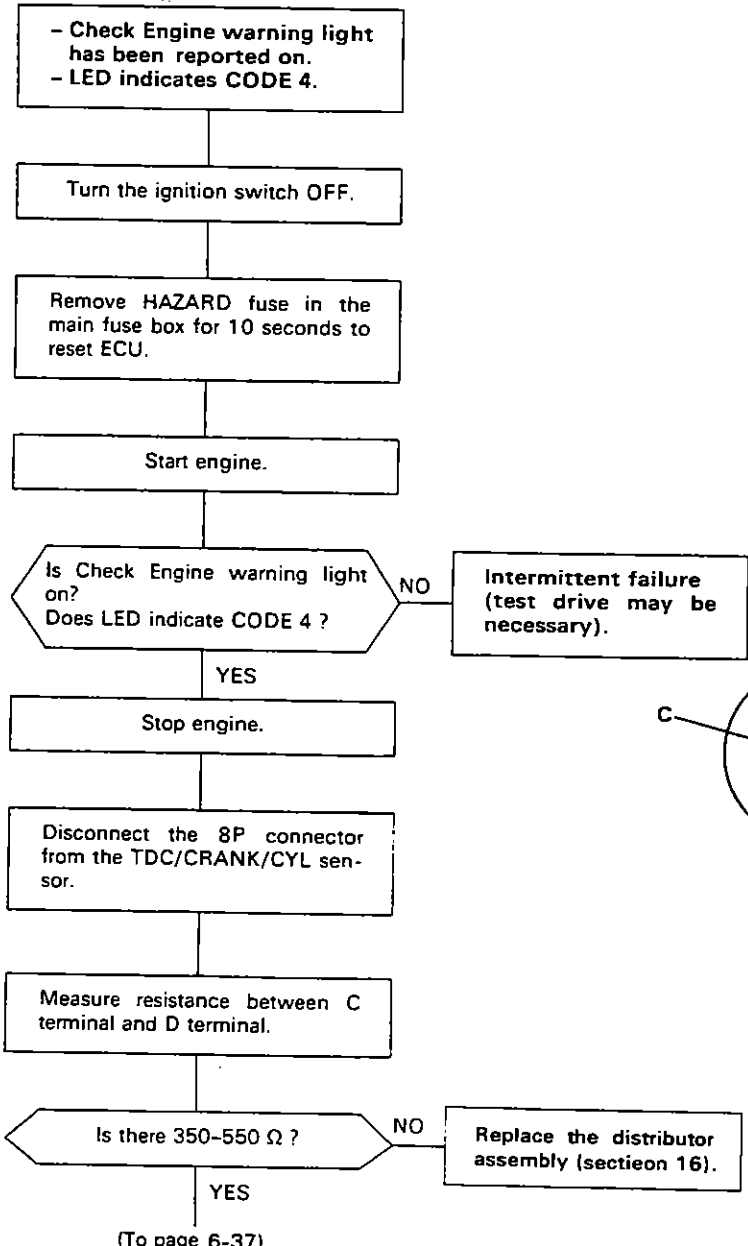 – Check Engine warning light
has been reported on.
– LED indicates CODE 4.
Turn the ignition switch OFF.
Remove HAZARD fuse in the
main fuse box for 10 seconds to
reset ECU.
Start engine.
Is Check Engine warning light
on?
Does LED indicate CODE 4 ?
NO
Intermittent failure
(test drive may be
necessary).
YES
Stop engine.
C
Disconnect the 8P connector
from the TDC/CRANK/CYL sen-
sor.
Measure resistance between C
terminal and D terminal.
Is there 350–550 Ω ?
NO
Replace the distributor
assembly (sectieon 16).
YES
(To page 6-37)